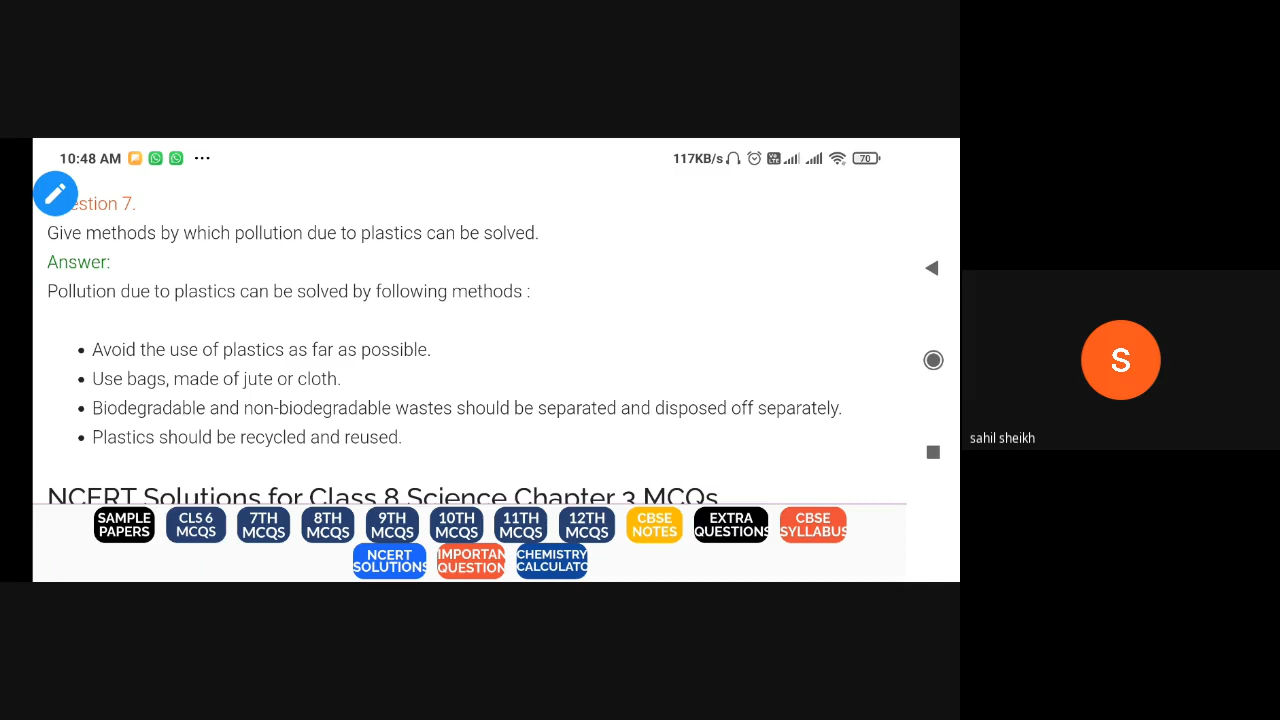 10:48 AM ...
117KB/s Vo LTE 70
estion 7.
Give methods by which pollution due to plastics can be solved.
Answer:
Pollution due to plastics can be solved by following methods :
• Avoid the use of plastics as far as possible.
• Use bags, made of jute or cloth.
• Biodegradable and non-biodegradable wastes should be separated and disposed off separately.
• Plastics should be recycled and reused.
NCERT Solutions for Class 8 Science Chapter 3 MCQs
SAMPLE PAPERS
CLS 6 MCQS
7TH MCQS
8TH MCQS
9TH MCQS
10TH MCQS
11TH MCQS
12TH MCQS
CBSE NOTES
EXTRA QUESTIONS
CBSE SYLLABUS
NCERT SOLUTIONS
IMPORTAN QUESTION
CHEMISTRY CALCULATO
S
sahil sheikh